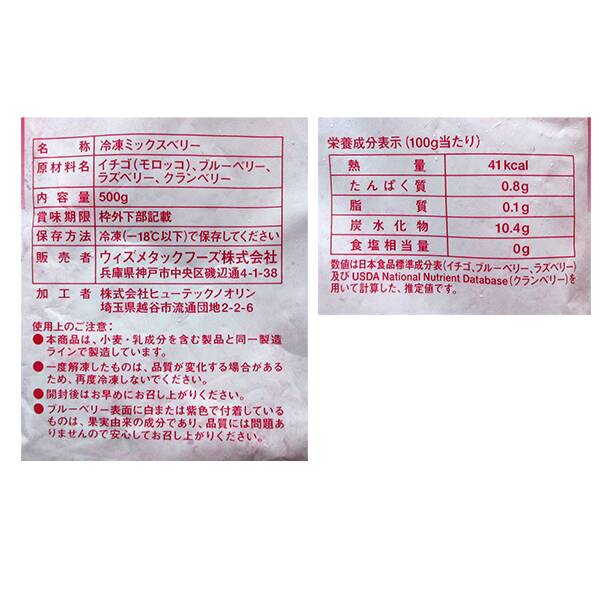 名称 冷凍ミックスベリー
原材料名 イチゴ(モロッコ)、ブルーベリー、
ラズベリー、クランベリー
内容量 500g
賞味期限 枠外下部記載
保存方法 冷凍(−18℃以下)で保存してください
販売者 ウィズメタックフーズ株式会社
兵庫県神戸市中央区磯辺通4-1-38
加工者 株式会社ヒューテックノオリン
埼玉県越谷市流通団地2-2-6
使用上のご注意:
●本商品は、小麦・乳成分を含む製品と同一製造
ラインで製造しています。
●一度解凍したものは、品質が変化する場合がある
ため、再度冷凍しないでください。
●開封後はお早めにお召し上がりください。
●ブルーベリー表面に白または紫色で付着している
ものは、果実由来の成分であり、品質には問題あ
りませんので安心してお召し上がりください。
栄養成分表示(100g当たり)
熱量 41kcal
たんぱく質 0.8g
脂質 0.1g
炭水化物 10.4g
食塩相当量 0g
数値は日本食品標準成分表(イチゴ、ブルーベリー、ラズベリー)
及びUSDA National Nutrient Database(クランベリー)を
用いて計算した、推定値です。